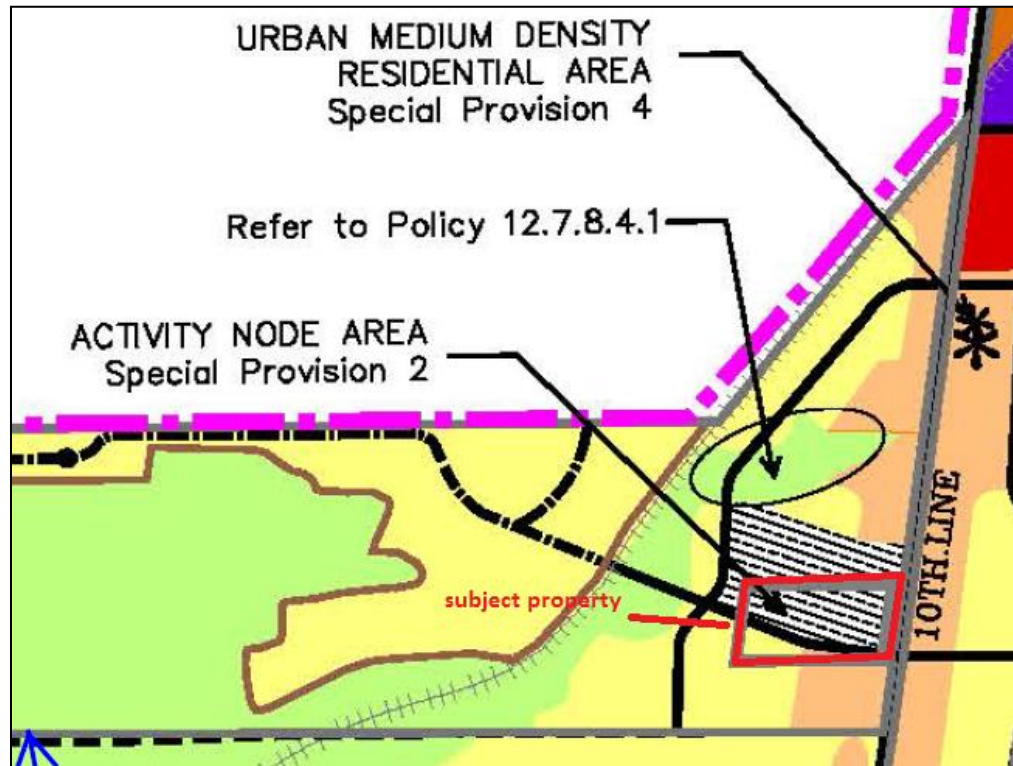 URBAN MEDIUM DENSITY
RESIDENTIAL AREA
Special Provision 4
Refer to Policy 12.7.8.4.1
ACTIVITY NODE AREA
Special Provision 2
subject property
10TH.LINE